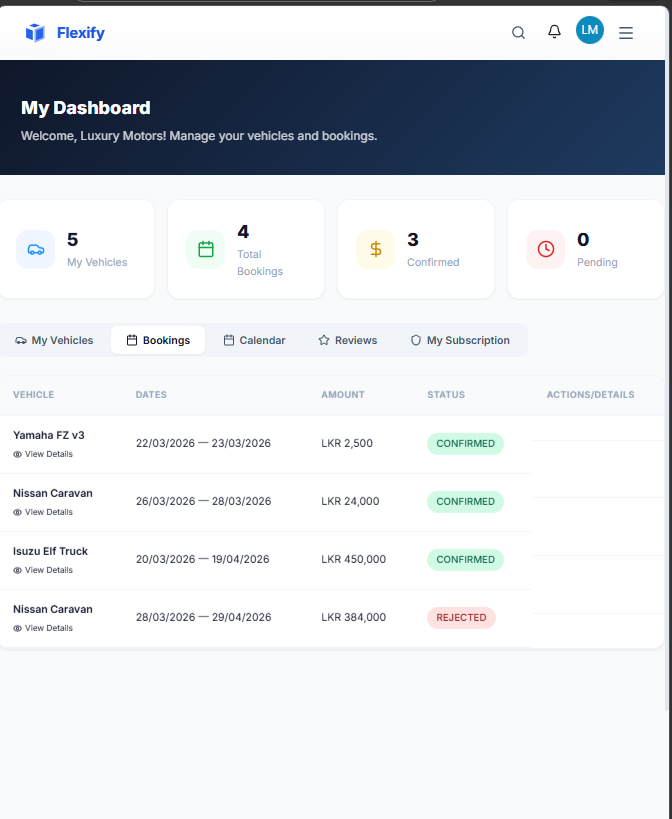 Flexify
LM
My Dashboard
Welcome, Luxury Motors! Manage your vehicles and bookings.
5
My Vehicles
4
Total
Bookings
3
Confirmed
0
Pending
My Vehicles Bookings Calendar Reviews My Subscription
VEHICLE DATES AMOUNT STATUS ACTIONS/DETAILS
Yamaha FZ v3
View Details
22/03/2026 — 23/03/2026 LKR 2,500 CONFIRMED
Nissan Caravan
View Details
26/03/2026 — 28/03/2026 LKR 24,000 CONFIRMED
Isuzu Elf Truck
View Details
20/03/2026 — 19/04/2026 LKR 450,000 CONFIRMED
Nissan Caravan
View Details
28/03/2026 — 29/04/2026 LKR 384,000 REJECTED